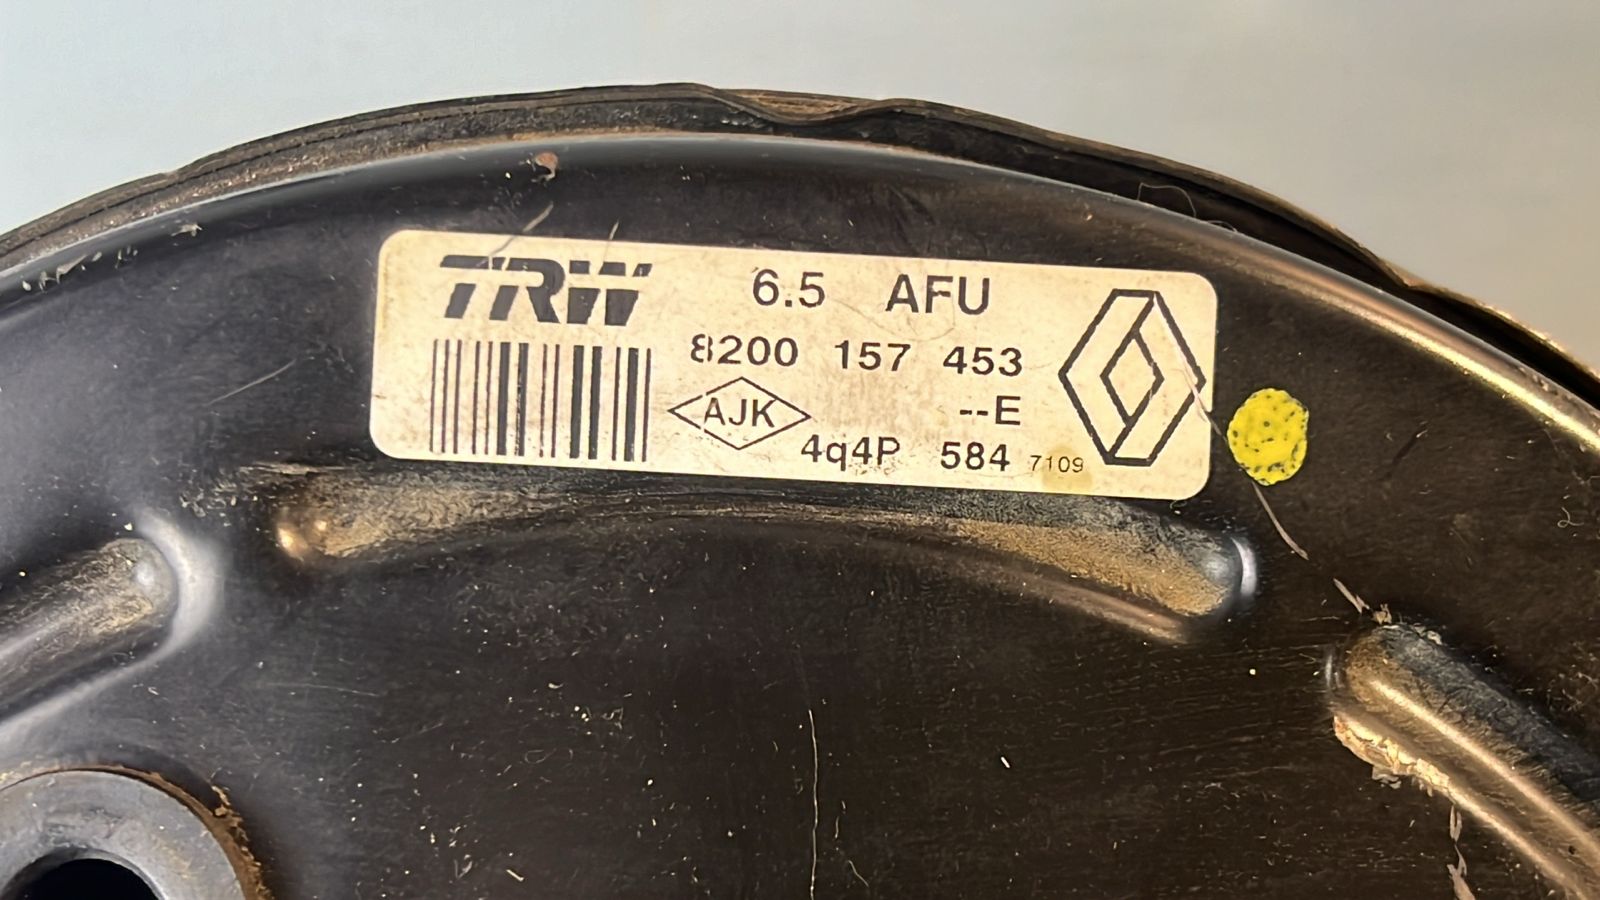 TRW 6.5 AFU
8200 157 453
AJK --E
4q4P 584 7109